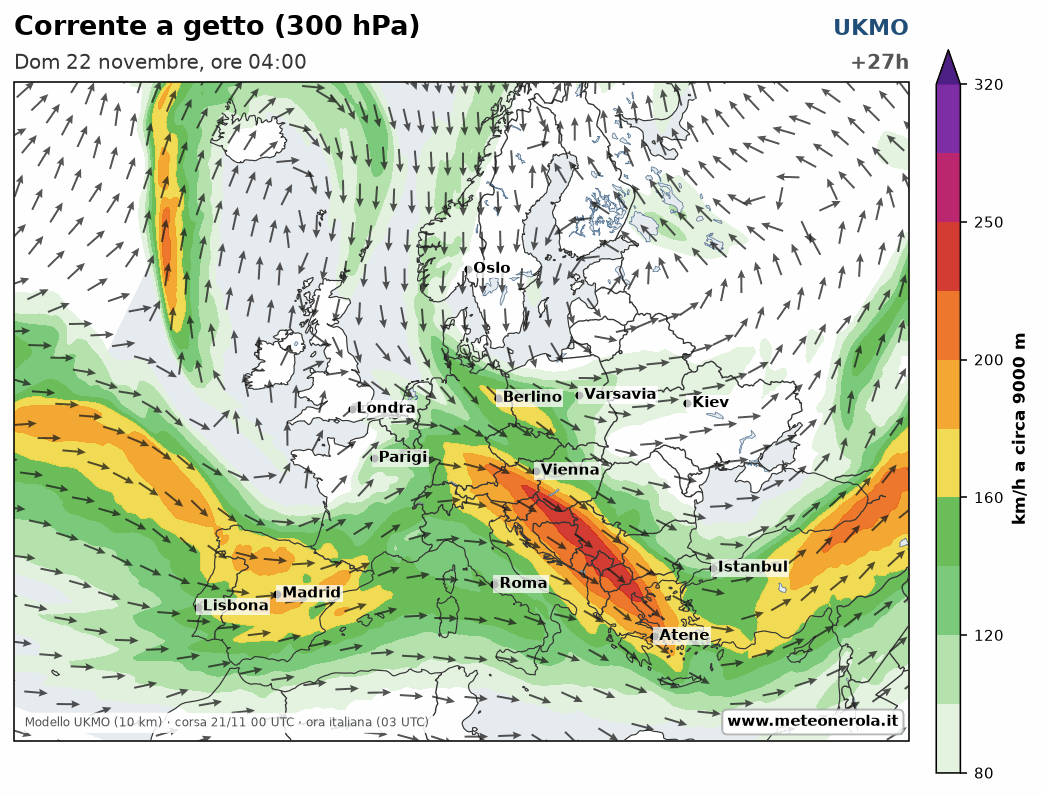 Corrente a getto (300 hPa)
UKMO
Dom 22 novembre, ore 04:00
+27h
320
250
200
160
120
80
km/h a circa 9000 m
Oslo
Berlino
Varsavia
Kiev
Londra
Parigi
Vienna
Istanbul
Roma
Madrid
Lisbona
Atene
Modello UKMO (10 km) · corsa 21/11 00 UTC · ora italiana (03 UTC)
www.meteonerola.it